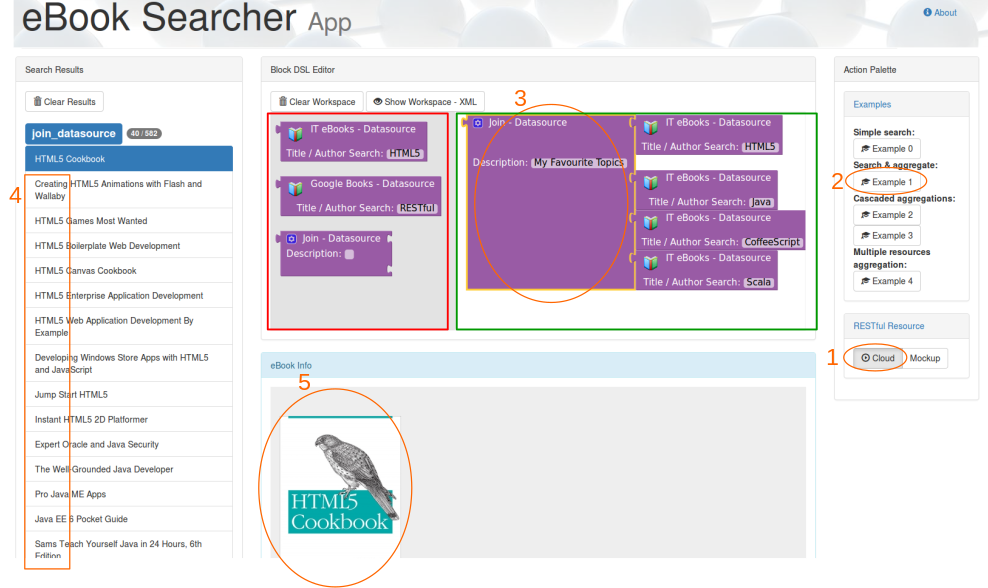 eBook Searcher App
About
Search Results
Clear Results
join_datasource 40 / 582
HTML5 Cookbook
4
Creating HTML5 Animations with Flash and
Wallaby
HTML5 Games Most Wanted
HTML5 Boilerplate Web Development
HTML5 Canvas Cookbook
HTML5 Enterprise Application Development
HTML5 Web Application Development By
Example
Developing Windows Store Apps with HTML5
and JavaScript
Jump Start HTML5
Instant HTML5 2D Platformer
Expert Oracle and Java Security
The Well-Grounded Java Developer
Pro Java ME Apps
Java EE 6 Pocket Guide
Sams Teach Yourself Java in 24 Hours, 6th
Edition
Block DSL Editor
Clear Workspace
Show Workspace - XML
IT eBooks - Datasource
Title / Author Search: HTML5
Google Books - Datasource
Title / Author Search: RESTful
Join - Datasource
Description:
3
Join - Datasource
Description: My Favourite Topics
IT eBooks - Datasource
Title / Author Search: HTML5
IT eBooks - Datasource
Title / Author Search: Java
IT eBooks - Datasource
Title / Author Search: CoffeeScript
IT eBooks - Datasource
Title / Author Search: Scala
eBook Info
5
HTML5
Cookbook
Action Palette
Examples
Simple search:
Example 0
Search & aggregate:
2
Example 1
Cascaded aggregations:
Example 2
Example 3
Multiple resources
aggregation:
Example 4
RESTful Resource
1
Cloud
Mockup